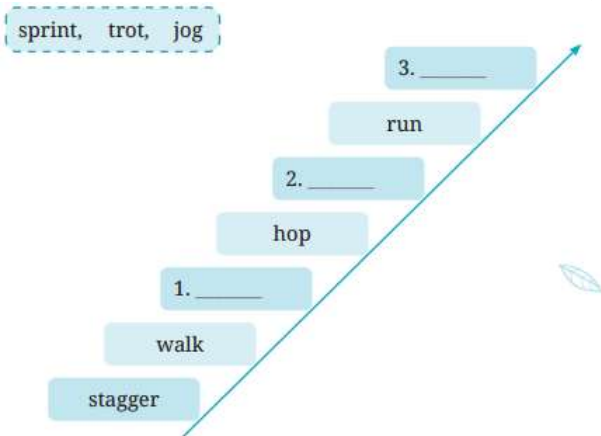 sprint, trot, jog
3. ______
run
2. ______
hop
1. ______
walk
stagger